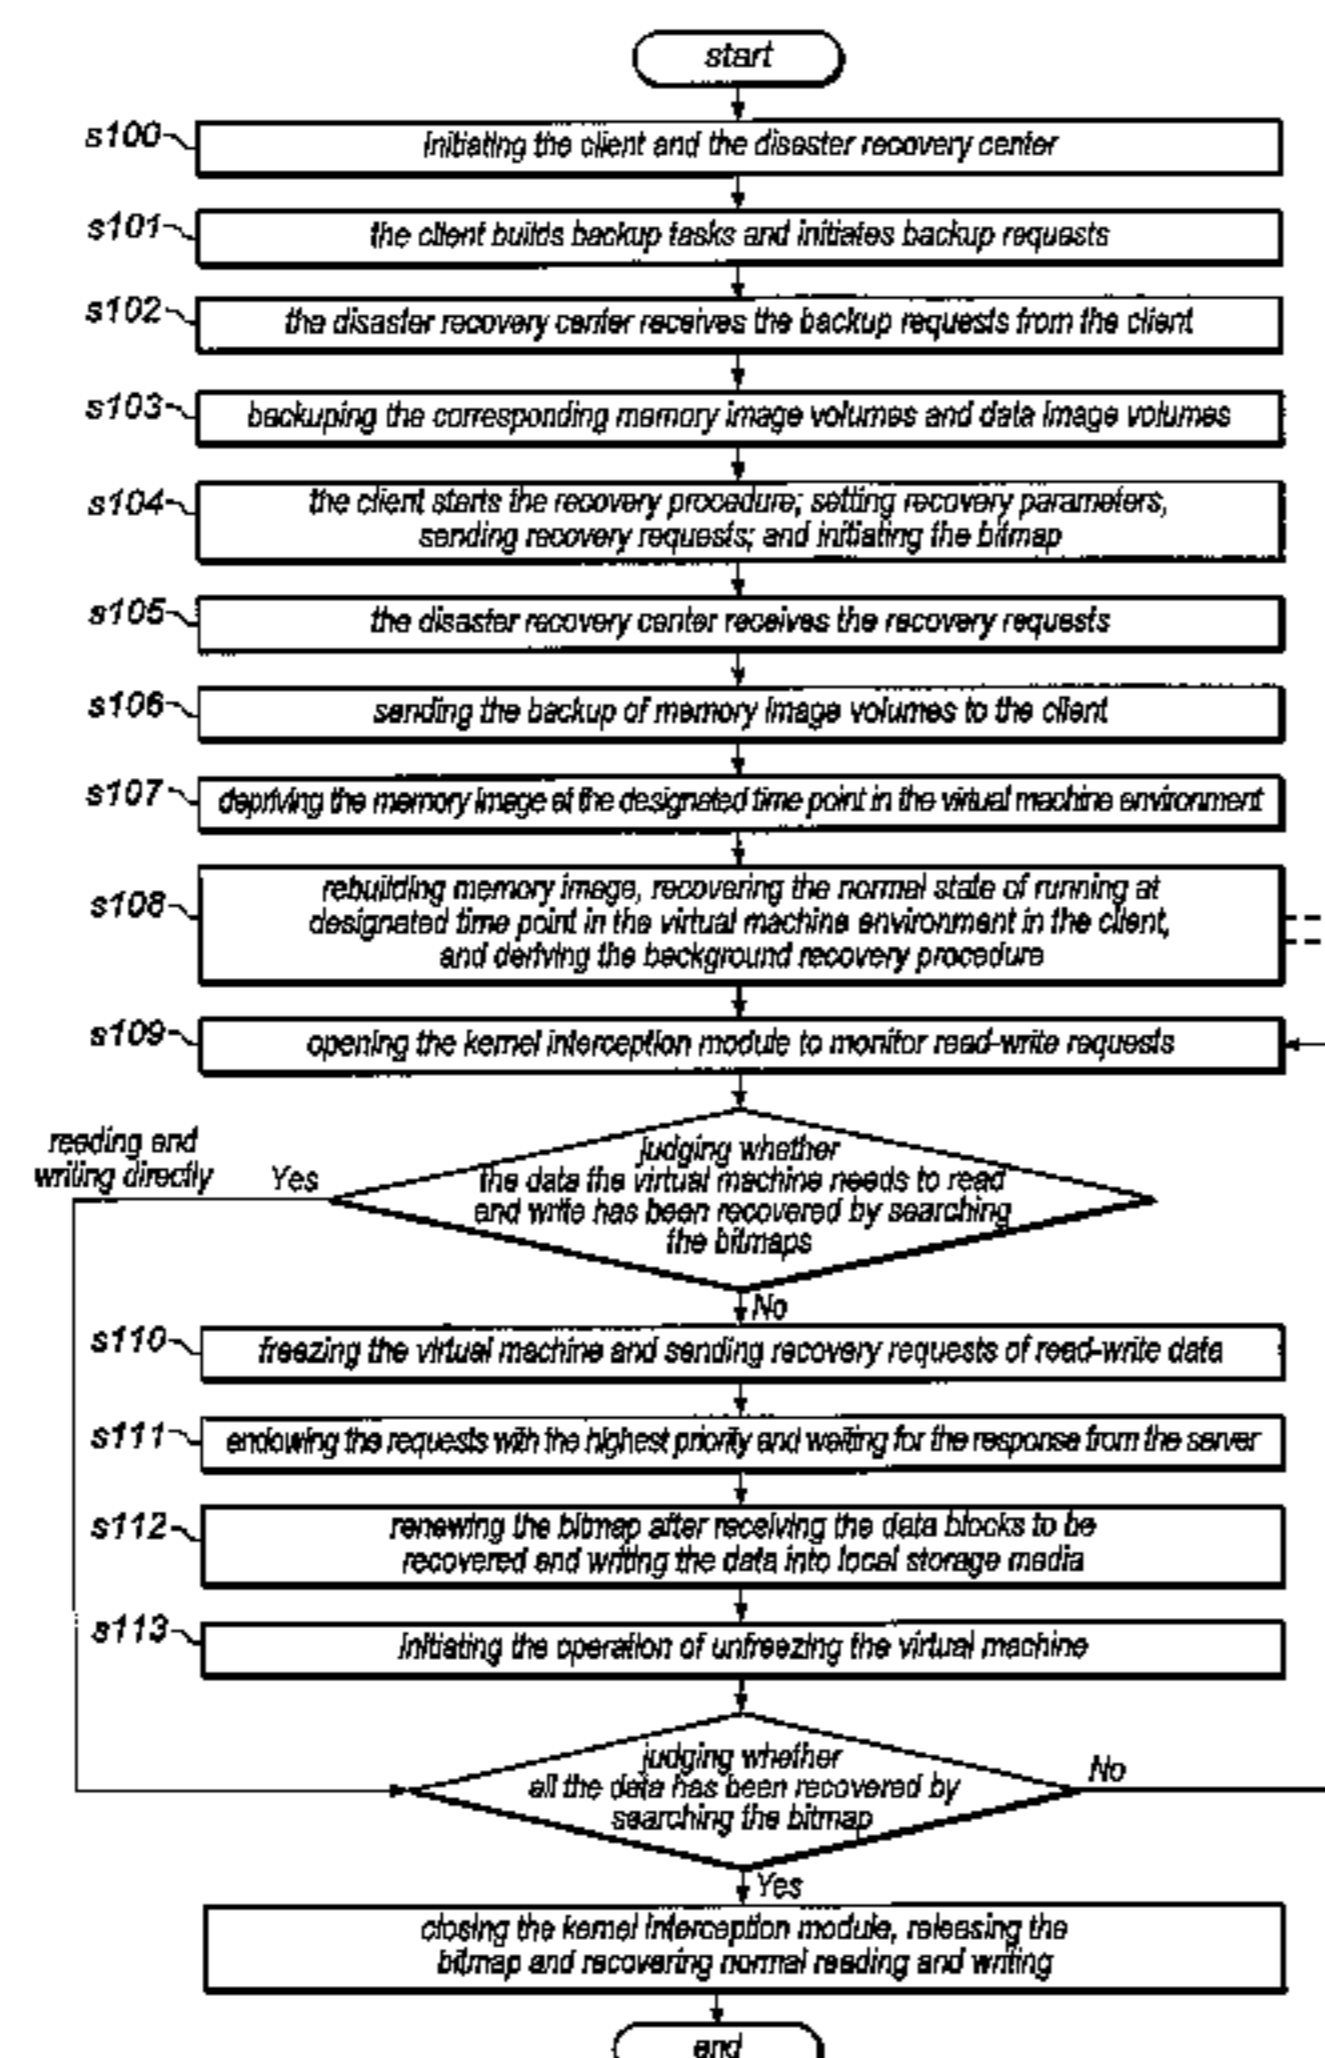 start
s100
initiating the client and the disaster recovery center
s101
the client builds backup tasks and initiates backup requests
s102
the disaster recovery center receives the backup requests from the client
s103
backuping the corresponding memory image volumes and data image volumes
s104
the client starts the recovery procedure; setting recovery parameters,
sending recovery requests; and initiating the bitmap
s105
the disaster recovery center receives the recovery requests
s106
sending the backup of memory image volumes to the client
s107
depriving the memory image of the designated time point in the virtual machine environment
s108
rebuilding memory image, recovering the normal state of running at
designated time point in the virtual machine environment in the client,
and deriving the background recovery procedure
s109
opening the kernel interception module to monitor read-write requests
reading and
writing directly
Yes
judging whether
the data the virtual machine needs to read
and write has been recovered by searching
the bitmaps
No
s110
freezing the virtual machine and sending recovery requests of read-write data
s111
endowing the requests with the highest priority and waiting for the response from the server
s112
renewing the bitmap after receiving the data blocks to be
recovered and writing the data into local storage media
s113
initiating the operation of unfreezing the virtual machine
judging whether
all the data has been recovered by
searching the bitmap
No
Yes
closing the kernel interception module, releasing the
bitmap and recovering normal reading and writing
end